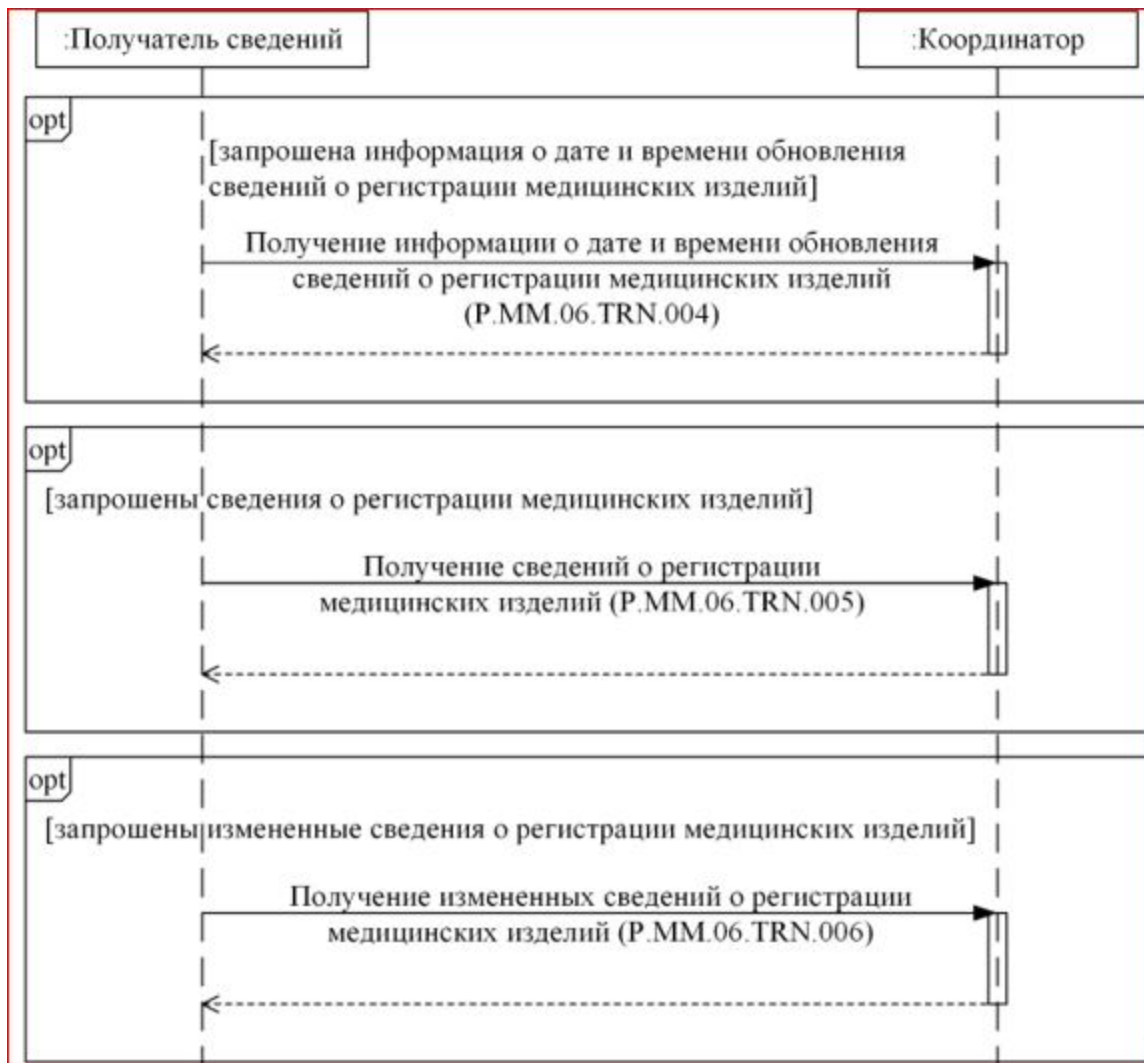 :Получатель сведений
:Координатор
opt
[запрошена информация о дате и времени обновления
сведений о регистрации медицинских изделий]
Получение информации о дате и времени обновления
сведений о регистрации медицинских изделий
(P.MM.06.TRN.004)
opt
[запрошены сведения о регистрации медицинских изделий]
Получение сведений о регистрации
медицинских изделий (P.MM.06.TRN.005)
opt
[запрошены измененные сведения о регистрации медицинских изделий]
Получение измененных сведений о регистрации
медицинских изделий (P.MM.06.TRN.006)